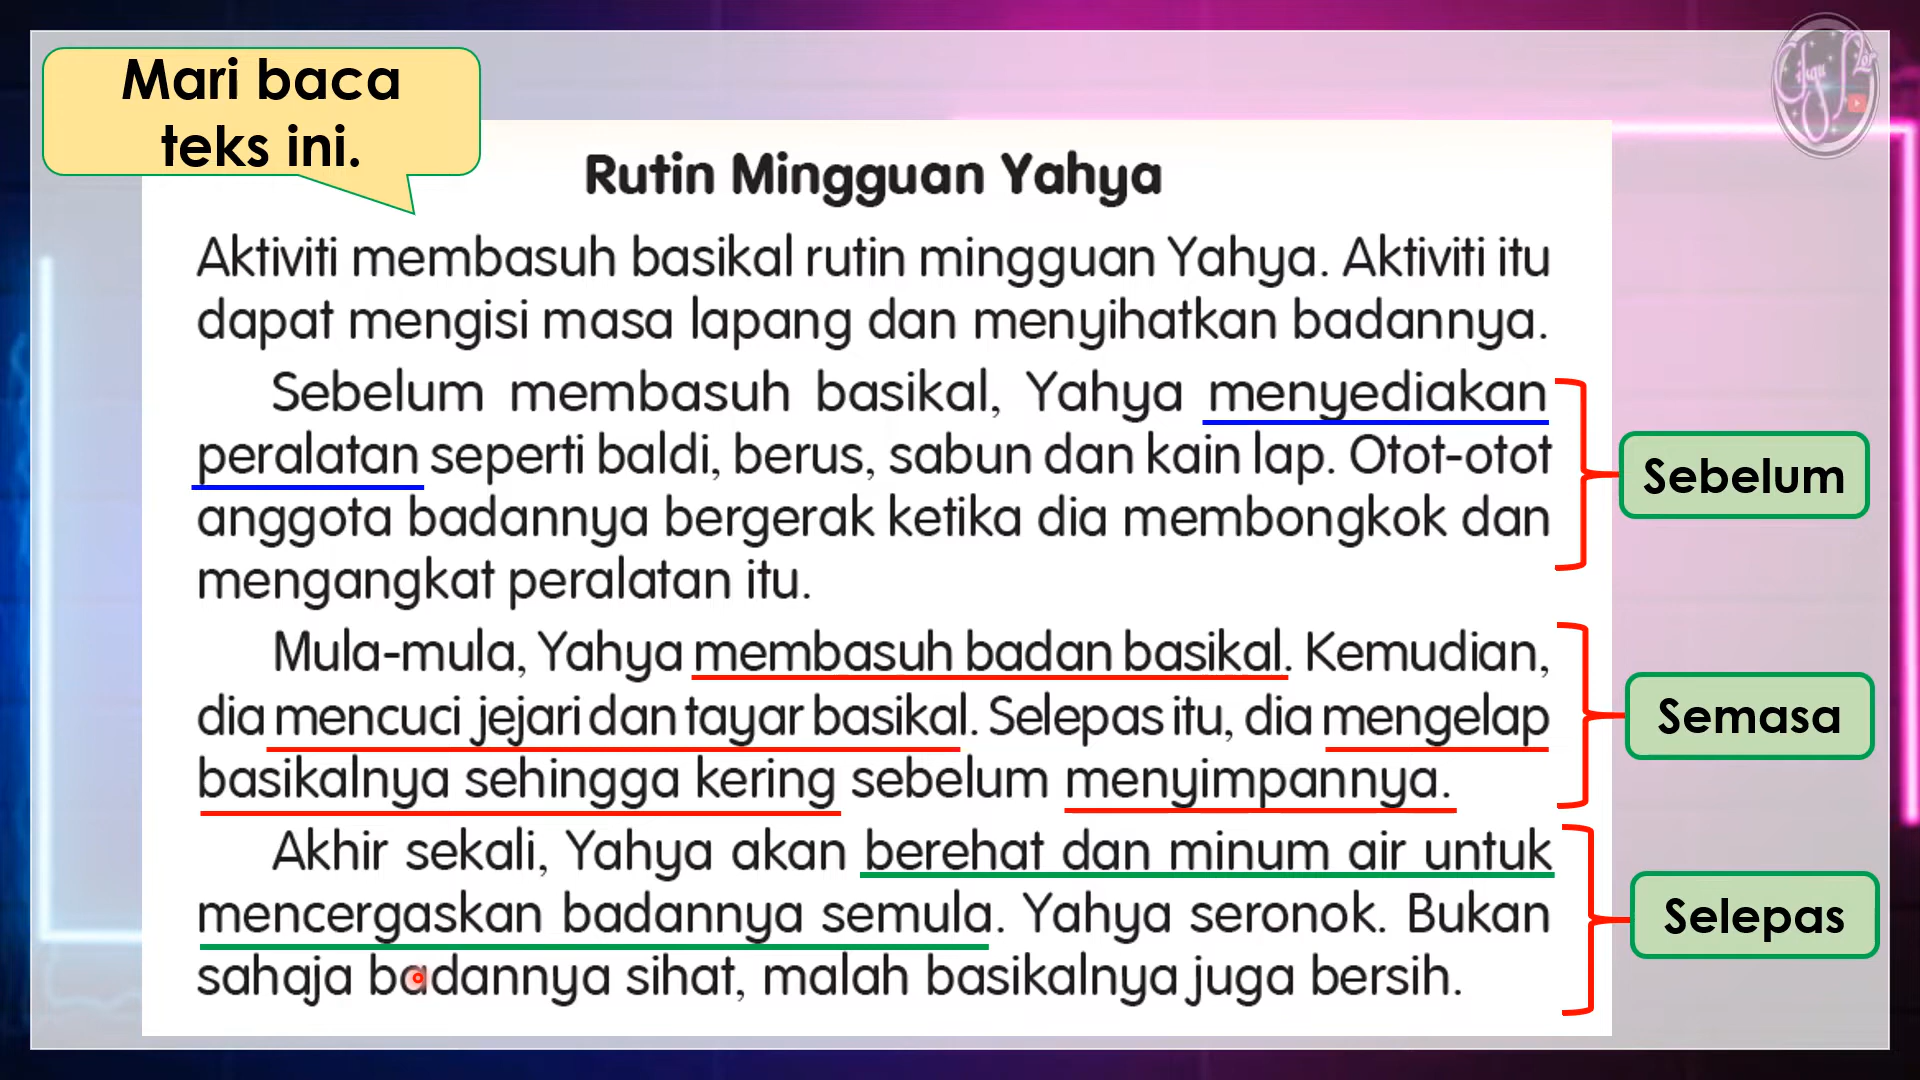 Mari baca
teks ini.
Rutin Mingguan Yahya
Aktiviti membasuh basikal rutin mingguan Yahya. Aktiviti itu
dapat mengisi masa lapang dan menyihatkan badannya.
Sebelum membasuh basikal, Yahya menyediakan
peralatan seperti baldi, berus, sabun dan kain lap. Otot-otot
anggota badannya bergerak ketika dia membongkok dan
mengangkat peralatan itu.
Sebelum
Mula-mula, Yahya membasuh badan basikal. Kemudian,
dia mencuci jejari dan tayar basikal. Selepas itu, dia mengelap
basikalnya sehingga kering sebelum menyimpannya.
Semasa
Akhir sekali, Yahya akan berehat dan minum air untuk
mencergaskan badannya semula. Yahya seronok. Bukan
sahaja badannya sihat, malah basikalnya juga bersih.
Selepas